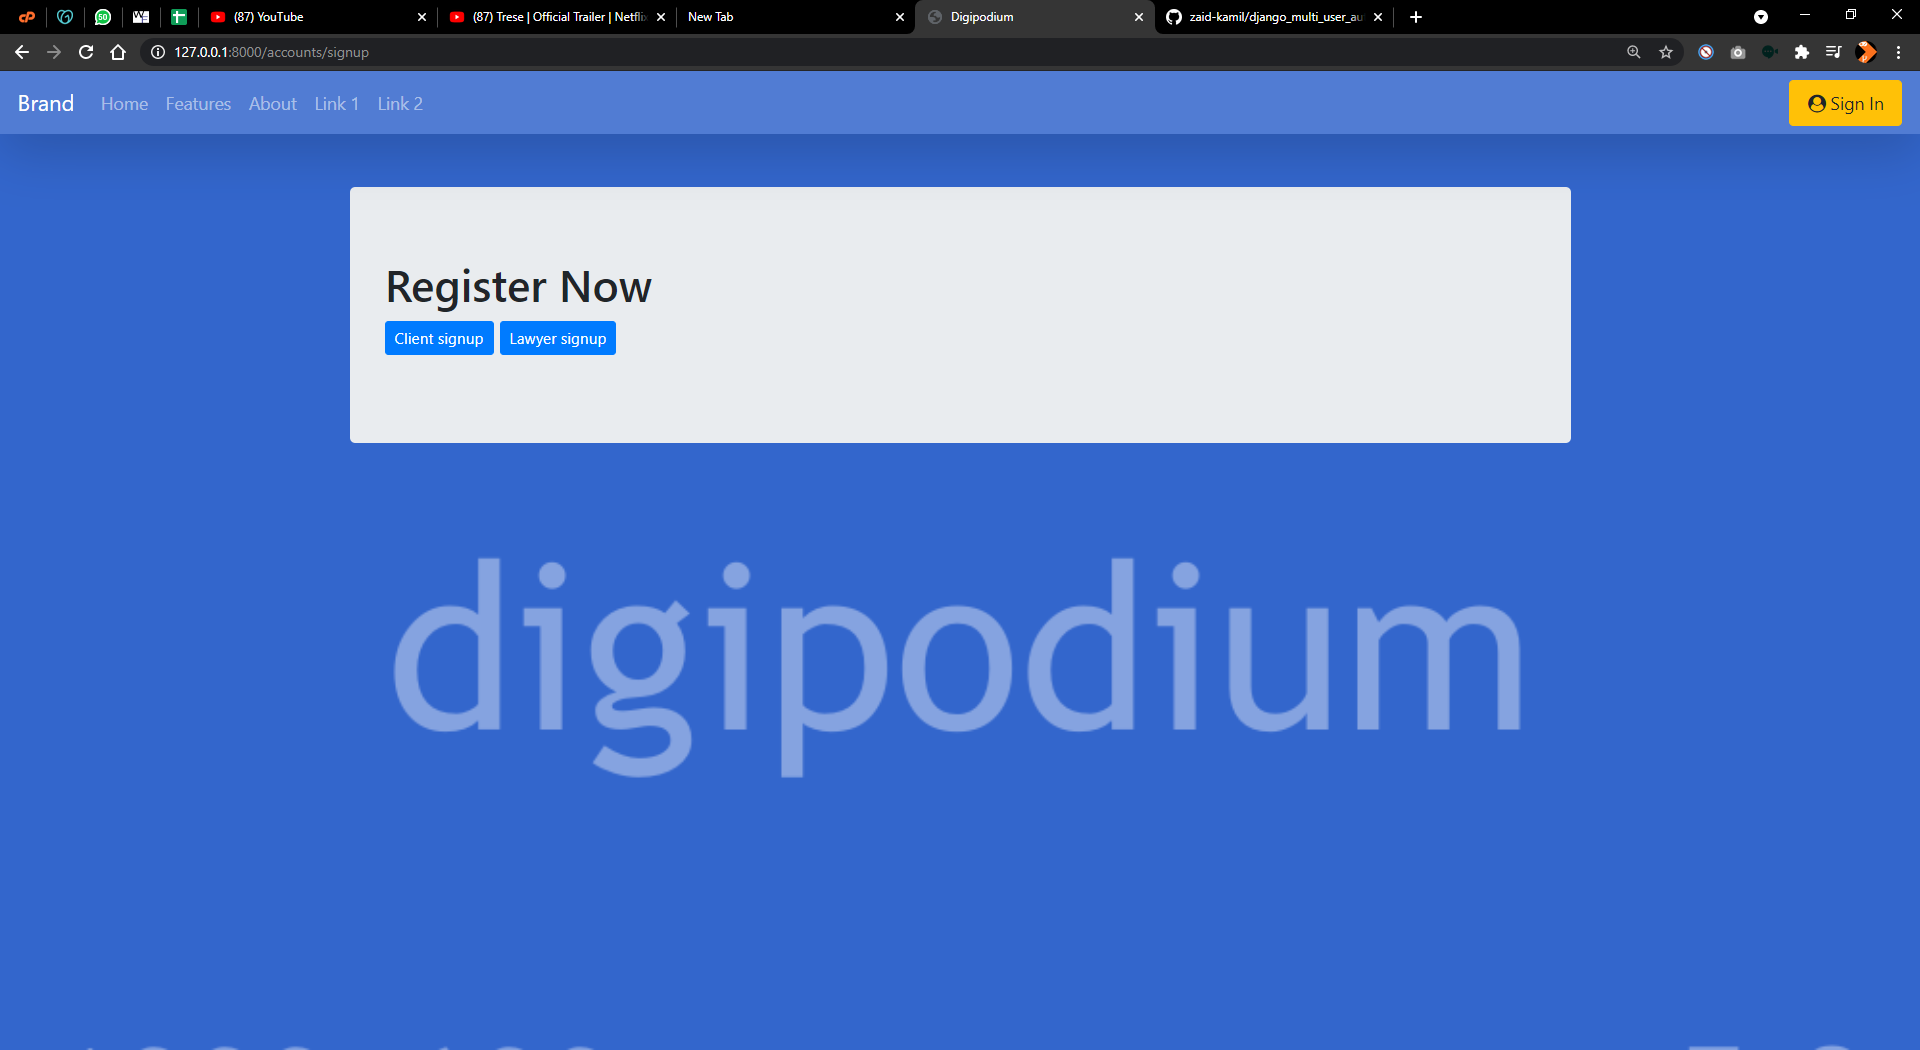 (87) YouTube
(87) Trese | Official Trailer | Netflix
New Tab
Digipodium
zaid-kamil/django_multi_user_au
127.0.0.1:8000/accounts/signup
Brand Home Features About Link 1 Link 2
Sign In
Register Now
Client signup Lawyer signup
digipodium